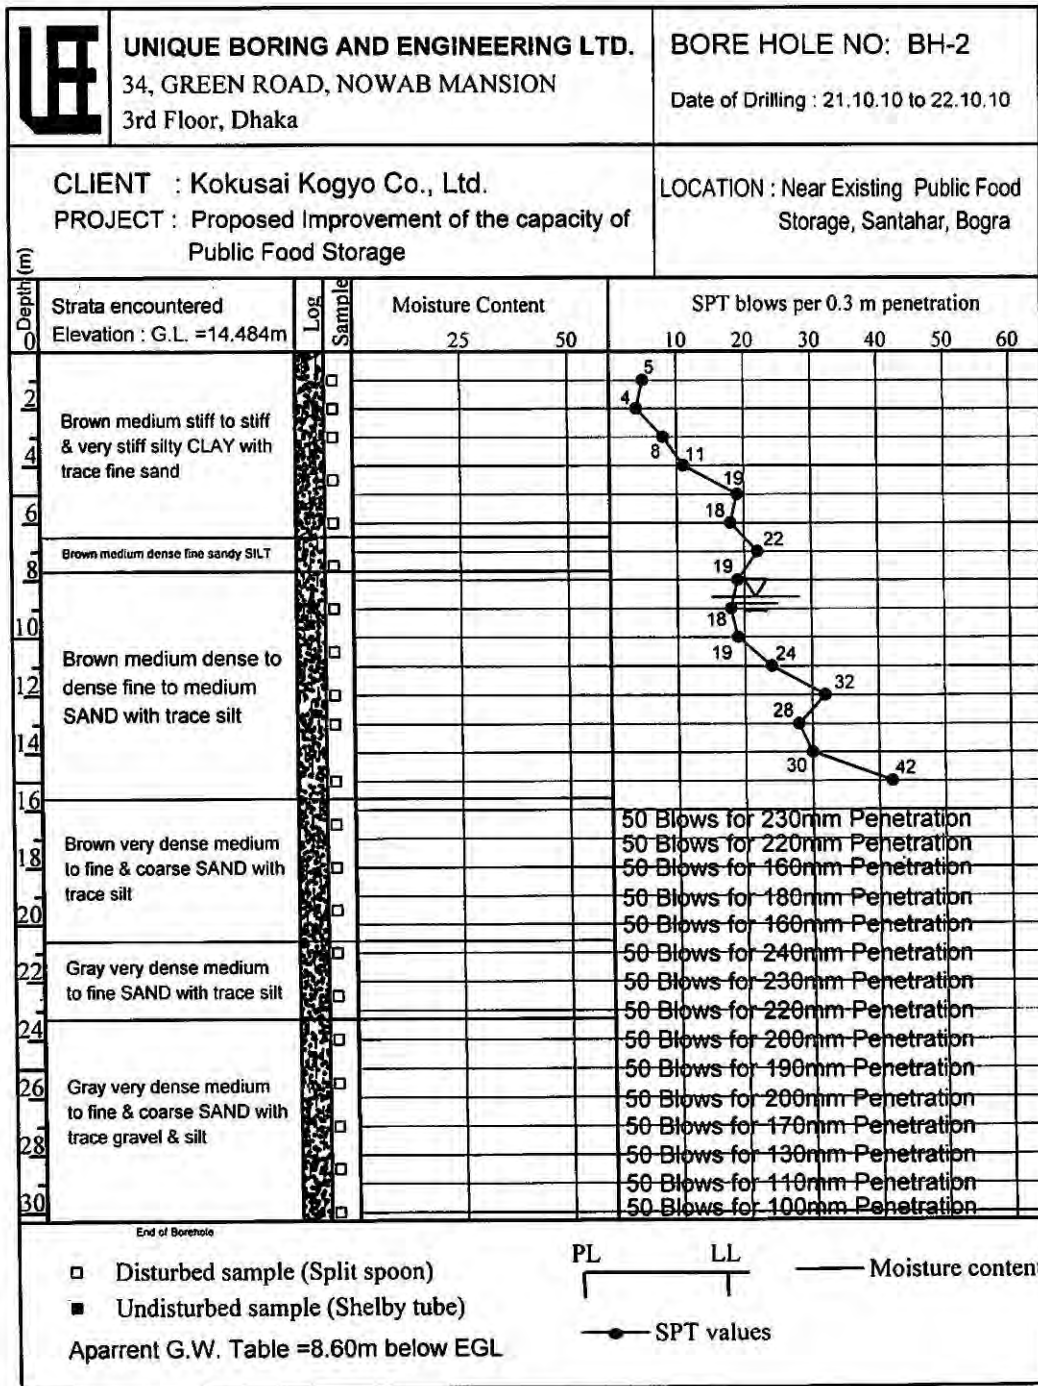 UNIQUE BORING AND ENGINEERING LTD.
34, GREEN ROAD, NOWAB MANSION
3rd Floor, Dhaka
BORE HOLE NO: BH-2
Date of Drilling : 21.10.10 to 22.10.10
CLIENT : Kokusai Kogyo Co., Ltd.
PROJECT : Proposed Improvement of the capacity of
Public Food Storage
LOCATION : Near Existing Public Food
Storage, Santahar, Bogra
Depth (m)
Strata encountered
Elevation : G.L. =14.484m
Log
Sample
Moisture Content
25 50
SPT blows per 0.3 m penetration
10 20 30 40 50 60
0
2
4
6
8
10
12
14
16
18
20
22
24
26
28
30
Brown medium stiff to stiff
& very stiff silty CLAY with
trace fine sand
Brown medium dense fine sandy SILT
Brown medium dense to
dense fine to medium
SAND with trace silt
Brown very dense medium
to fine & coarse SAND with
trace silt
Gray very dense medium
to fine SAND with trace silt
Gray very dense medium
to fine & coarse SAND with
trace gravel & silt
5
4
8
11
19
18
22
19
18
19
24
32
28
30
42
50 Blows for 230mm Penetration
50 Blows for 220mm Penetration
50 Blows for 160mm Penetration
50 Blows for 180mm Penetration
50 Blows for 160mm Penetration
50 Blows for 240mm Penetration
50 Blows for 230mm Penetration
50 Blows for 220mm Penetration
50 Blows for 200mm Penetration
50 Blows for 190mm Penetration
50 Blows for 200mm Penetration
50 Blows for 170mm Penetration
50 Blows for 130mm Penetration
50 Blows for 110mm Penetration
50 Blows for 100mm Penetration
End of Borehole
Disturbed sample (Split spoon)
Undisturbed sample (Shelby tube)
Aparrent G.W. Table =8.60m below EGL
PL LL
Moisture content
SPT values